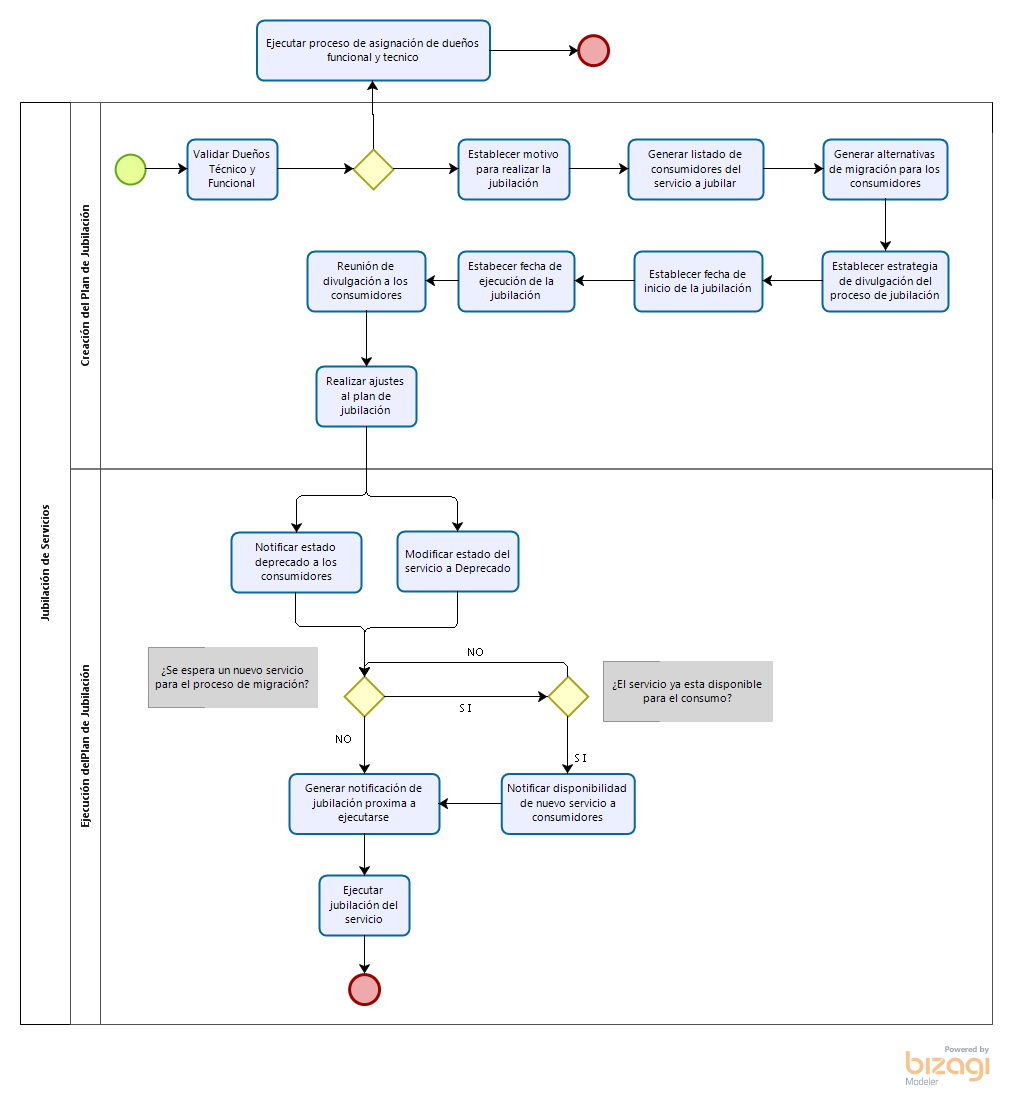 Ejecutar proceso de asignación de dueños
funcional y tecnico
Jubilación de Servicios
Creación del Plan de Jubilación
Validar Dueños
Técnico y
Funcional
Establecer motivo
para realizar la
jubilación
Generar listado de
consumidores del
servicio a jubilar
Generar alternativas
de migración para los
consumidores
Establecer estrategia
de divulgación del
proceso de jubilación
Establecer fecha de
inicio de la jubilación
Estabecer fecha de
ejecución de la
jubilación
Reunión de
divulgación a los
consumidores
Realizar ajustes
al plan de
jubilación
Ejecución delPlan de Jubilación
Notificar estado
deprecado a los
consumidores
Modificar estado del
servicio a Deprecado
¿Se espera un nuevo servicio
para el proceso de migración?
NO
SI
¿El servicio ya esta disponible
para el consumo?
NO
SI
Generar notificación de
jubilación proxima a
ejecutarse
Notificar disponibilidad
de nuevo servicio a
consumidores
Ejecutar
jubilación del
servicio
Powered by
bizagi
Modeler